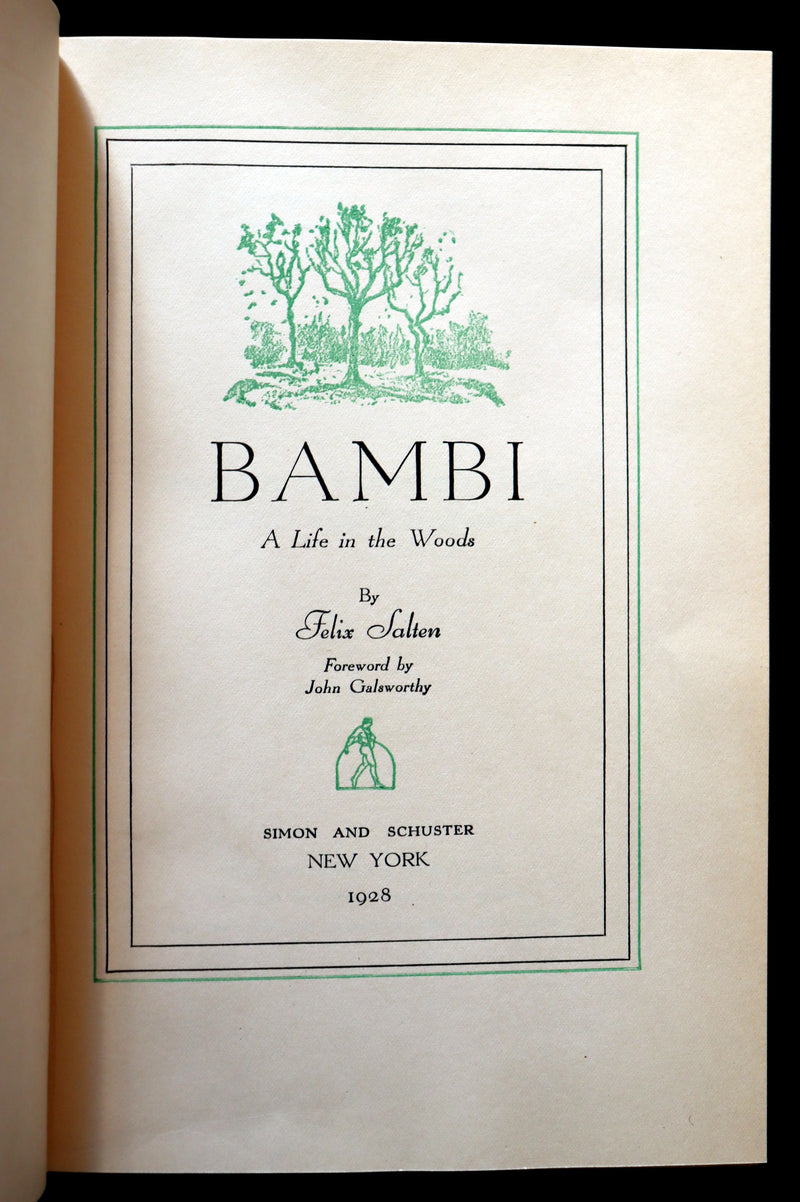 BAMBI
A Life in the Woods
By
Felix Salten
Foreword by
John Galsworthy
SIMON AND SCHUSTER
NEW YORK
1928